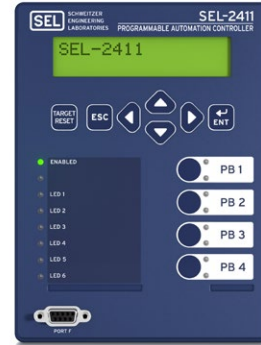 SEL SCHWEITZER
ENGINEERING
LABORATORIES
SEL-2411
PROGRAMMABLE AUTOMATION CONTROLLER
SEL-2411
TARGET
RESET
ESC
ENT
ENABLED
LED 1
LED 2
LED 3
LED 4
LED 5
LED 6
PB 1
PB 2
PB 3
PB 4
PORT F